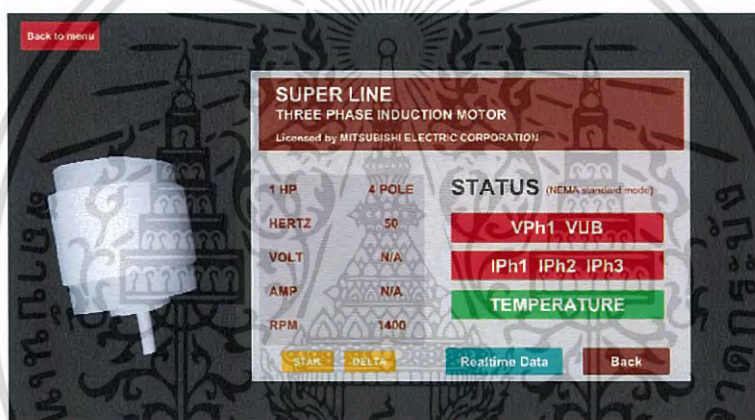 Back to menu
SUPER LINE
THREE PHASE INDUCTION MOTOR
Licensed by MITSUBISHI ELECTRIC CORPORATION
1 HP 4 POLE
HERTZ 50
VOLT N/A
AMP N/A
RPM 1400
STATUS (NEMA standard mode)
VPh1 VUB
IPh1 IPh2 IPh3
TEMPERATURE
STAR DELTA Realtime Data Back